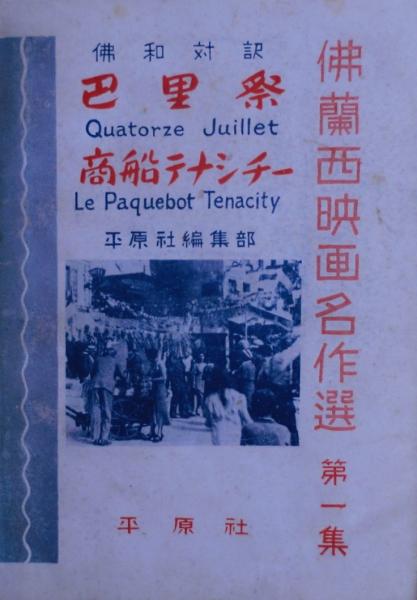 佛蘭西映画名作選 第一集
佛和対訳
巴里祭
Quatorze Juillet
商船テナシチー
Le Paquebot Tenacity
平原社編集部
平原社